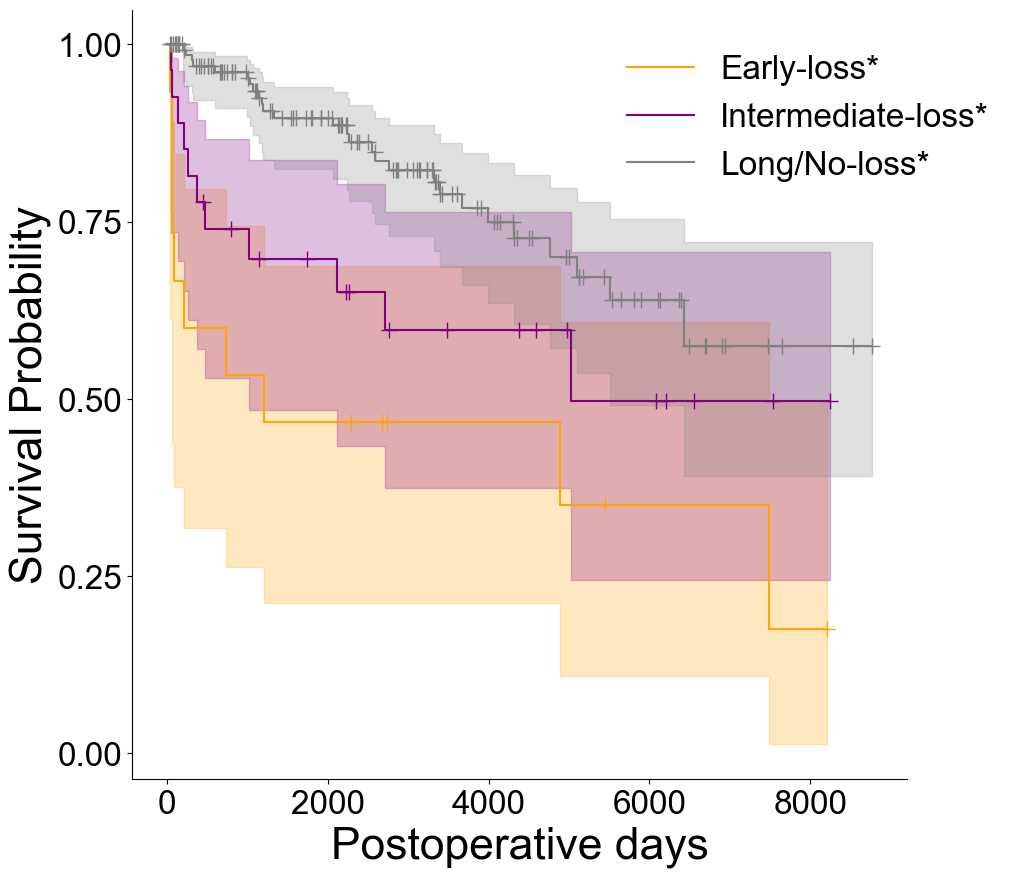 Early-loss*
Intermediate-loss*
Long/No-loss*
Survival Probability
1.00
0.75
0.50
0.25
0.00
0 2000 4000 6000 8000
Postoperative days